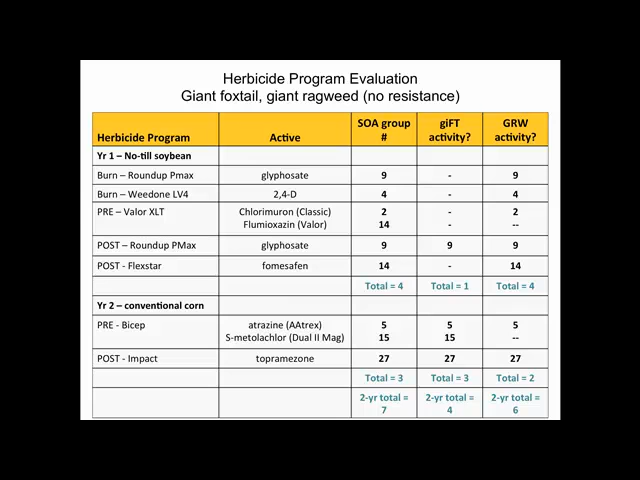 Herbicide Program Evaluation
Giant foxtail, giant ragweed (no resistance)
Herbicide Program Active SOA group # giFT activity? GRW activity?
Yr 1 – No-till soybean
Burn – Roundup Pmax glyphosate 9 - 9
Burn – Weedone LV4 2,4-D 4 - 4
PRE – Valor XLT Chlorimuron (Classic) 2 - 2
Flumioxazin (Valor) 14 - --
POST – Roundup PMax glyphosate 9 9 9
POST - Flexstar fomesafen 14 - 14
Total = 4 Total = 1 Total = 4
Yr 2 – conventional corn
PRE - Bicep atrazine (AAtrex) 5 5 5
S-metolachlor (Dual II Mag) 15 15 --
POST - Impact topramezone 27 27 27
Total = 3 Total = 3 Total = 2
2-yr total = 7 2-yr total = 4 2-yr total = 6